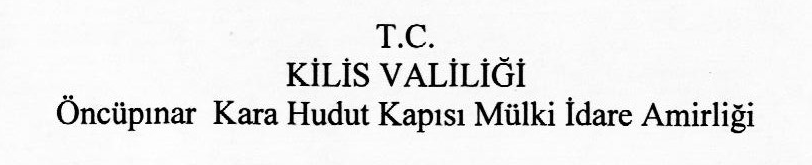 T.C.
KİLİS VALİLİĞİ
Öncüpınar Kara Hudut Kapısı Mülki İdare Amirliği